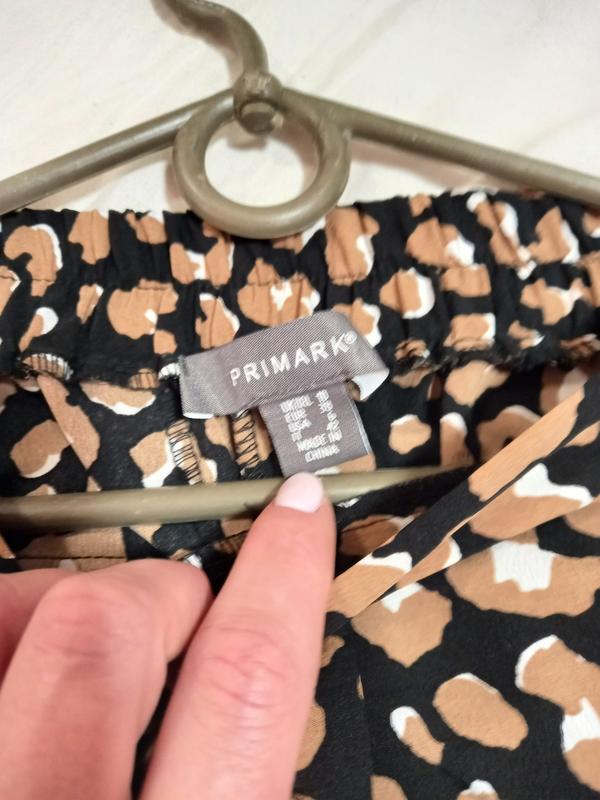 PRIMARK®
UK/IRL 10
EUR 38
USA 6
IT 42
MADE IN
CHINA